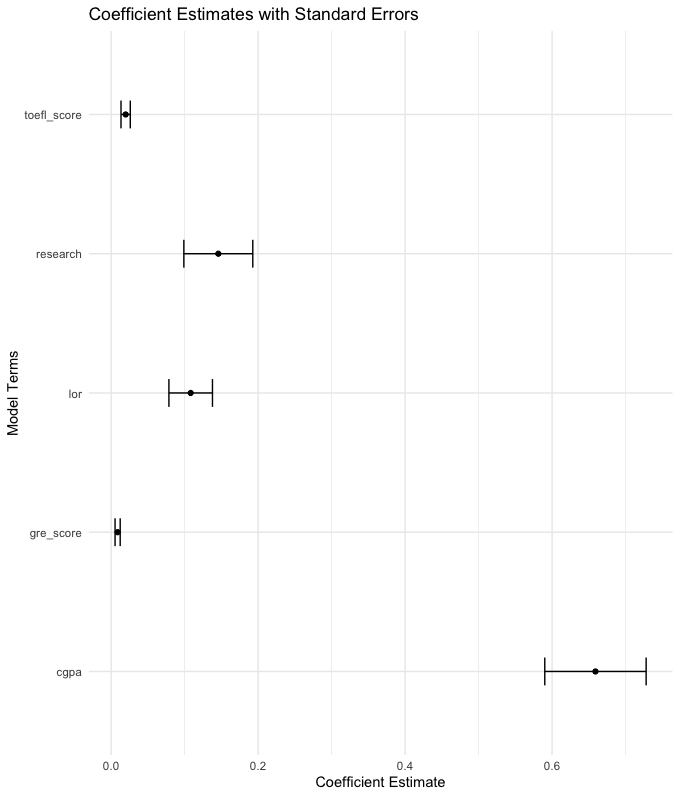 Coefficient Estimates with Standard Errors
toefl_score
research
lor
gre_score
cgpa
Model Terms
0.0 0.2 0.4 0.6
Coefficient Estimate